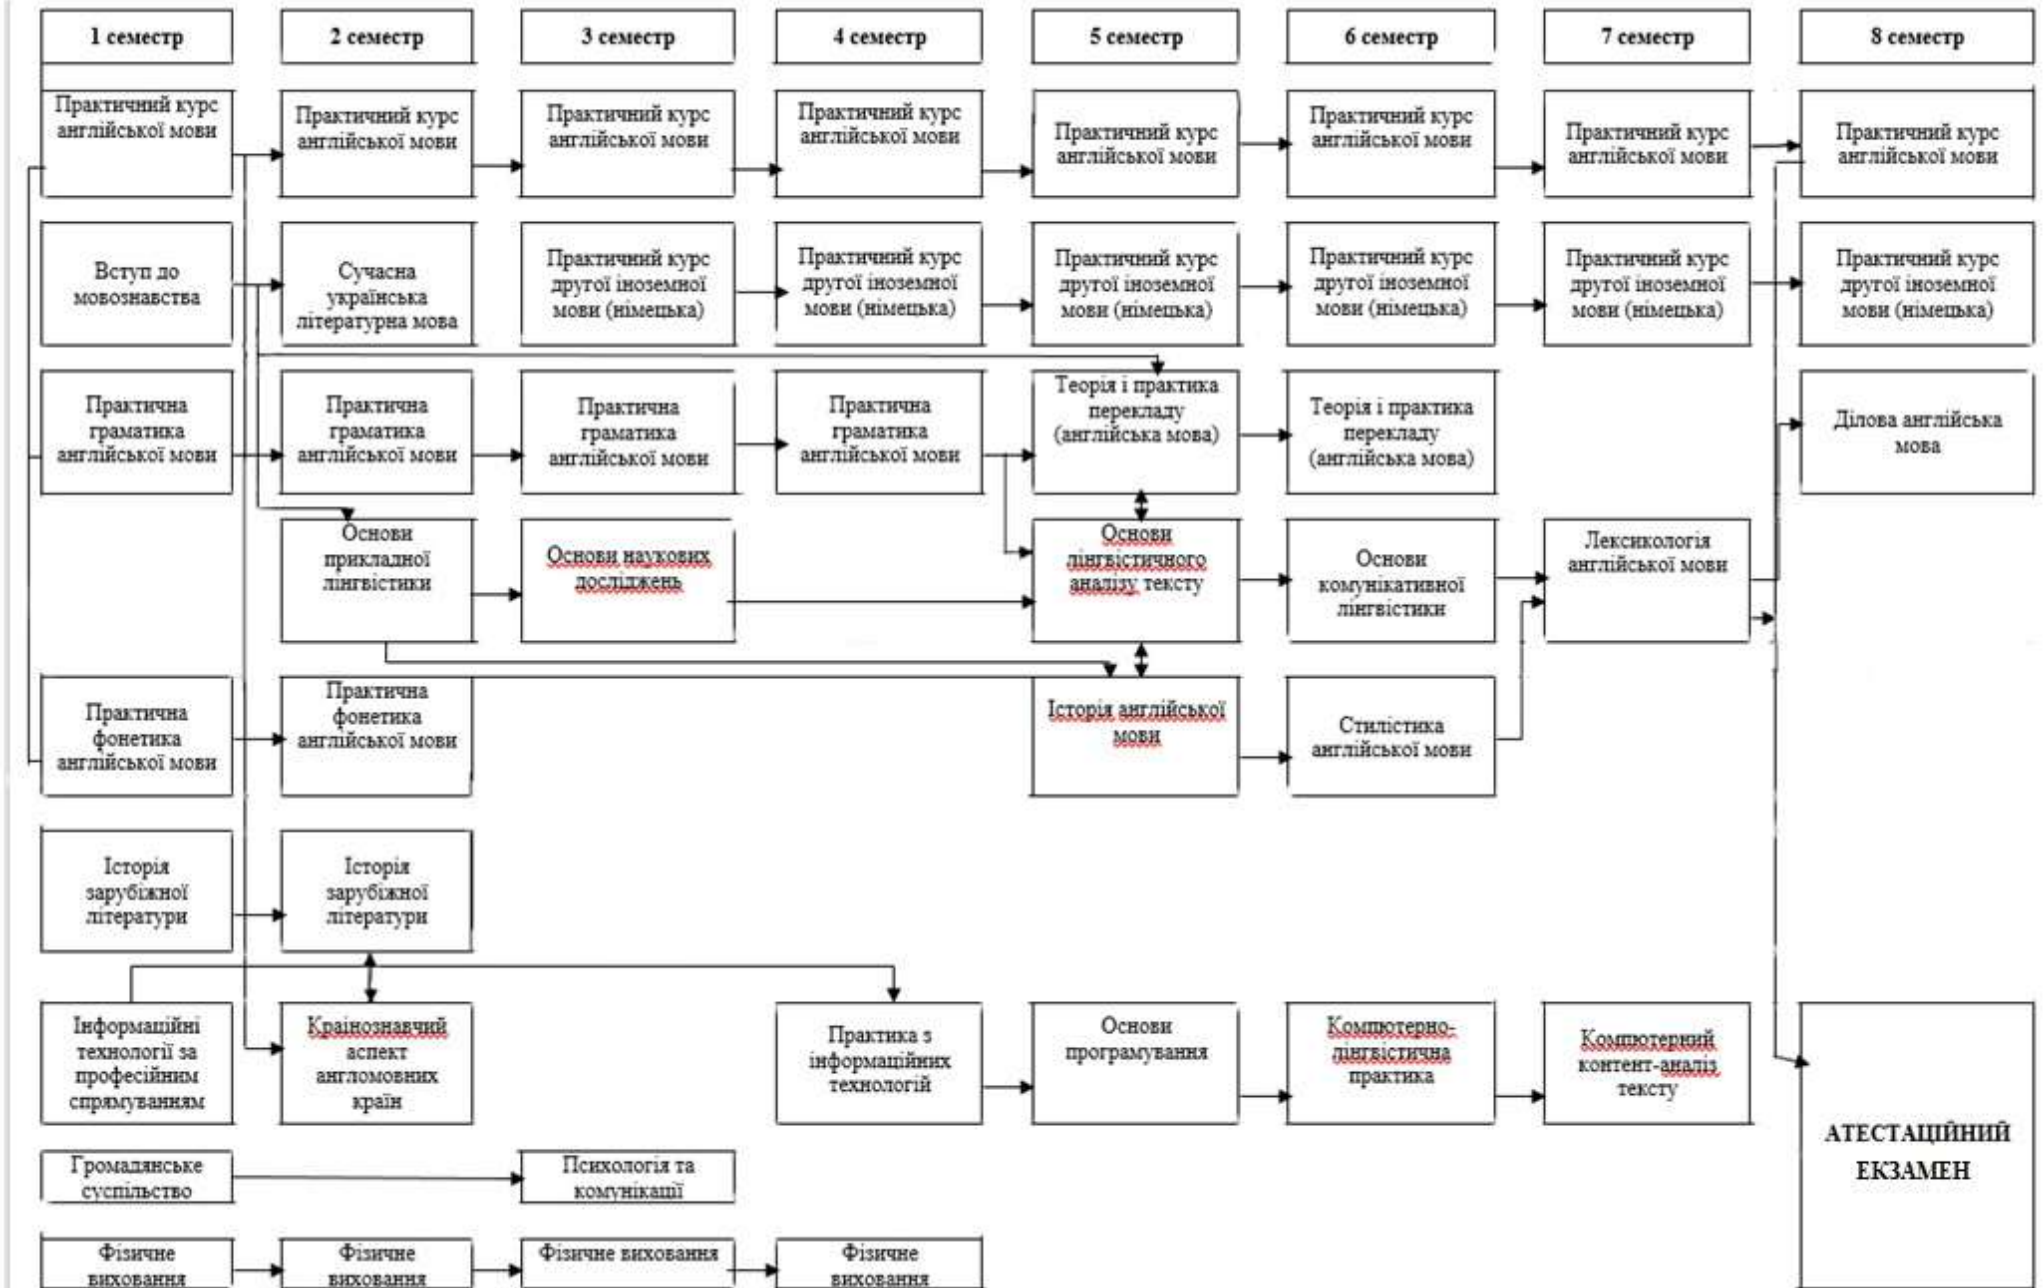 1 семестр
2 семестр
3 семестр
4 семестр
5 семестр
6 семестр
7 семестр
8 семестр
Практичний курс
англійської мови
Практичний курс
англійської мови
Практичний курс
англійської мови
Практичний курс
англійської мови
Практичний курс
англійської мови
Практичний курс
англійської мови
Практичний курс
англійської мови
Практичний курс
англійської мови
Вступ до
мовознавства
Сучасна
українська
літературна мова
Практичний курс
другої іноземної
мови (німецька)
Практичний курс
другої іноземної
мови (німецька)
Практичний курс
другої іноземної
мови (німецька)
Практичний курс
другої іноземної
мови (німецька)
Практичний курс
другої іноземної
мови (німецька)
Практичний курс
другої іноземної
мови (німецька)
Практична
граматика
англійської мови
Практична
граматика
англійської мови
Практична
граматика
англійської мови
Практична
граматика
англійської мови
Теорія і практика
перекладу
(англійська мова)
Теорія і практика
перекладу
(англійська мова)
Ділова англійська
мова
Основи
прикладної
лінгвістики
Основи наукових
досліджень
Основи
лінгвістичного
аналізу тексту
Основи
комунікативної
лінгвістики
Лексикологія
англійської мови
Практична
фонетика
англійської мови
Практична
фонетика
англійської мови
Історія англійської
мови
Стилістика
англійської мови
Історія
зарубіжної
літератури
Історія
зарубіжної
літератури
Інформаційні
технології за
професійним
спрямуванням
Краінознавчий
аспект
англомовних
країн
Практика з
інформаційних
технологій
Основи
програмування
Компютерно-
лінгвістична
практика
Компютерний
контент-аналіз
тексту
АТЕСТАЦІЙНИЙ
ЕКЗАМЕН
Громадянське
суспільство
Психологія та
комунікації
Фізичне
виховання
Фізичне
виховання
Фізичне виховання
Фізичне
виховання